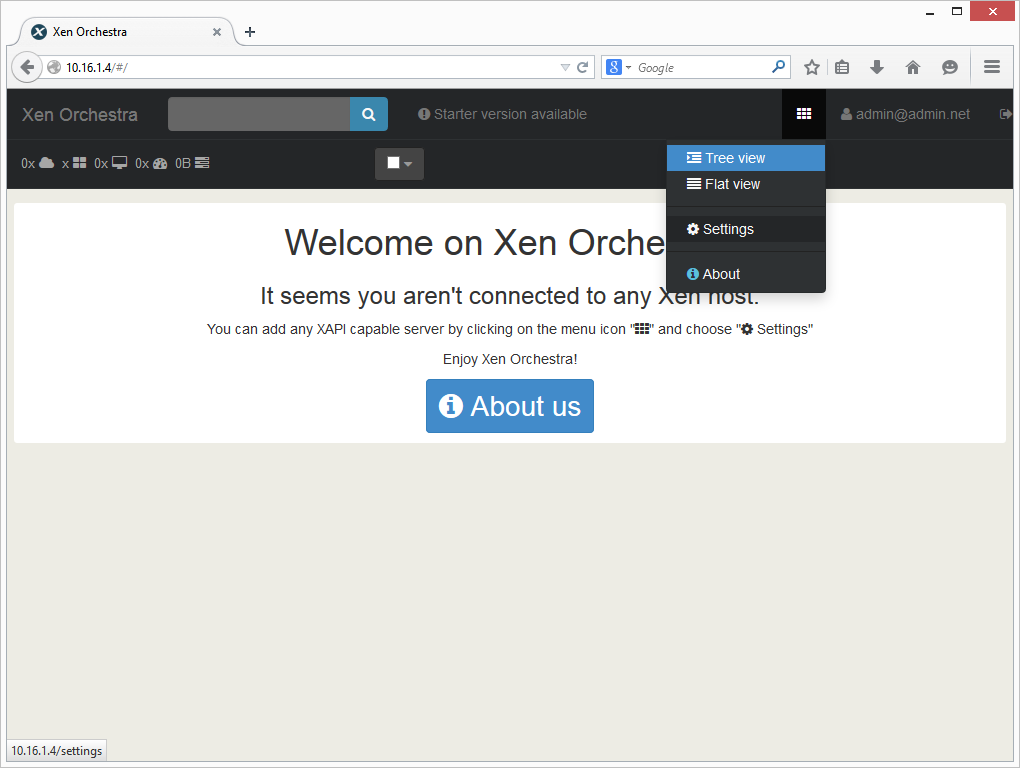 Xen Orchestra
10.16.1.4/#/
Google
Xen Orchestra
Starter version available
admin@admin.net
0x x 0x 0x 0B
Tree view
Flat view
Settings
About
Welcome on Xen Orche
It seems you aren't connected to any Xen host.
You can add any XAPI capable server by clicking on the menu icon "" and choose " Settings"
Enjoy Xen Orchestra!
About us
10.16.1.4/settings